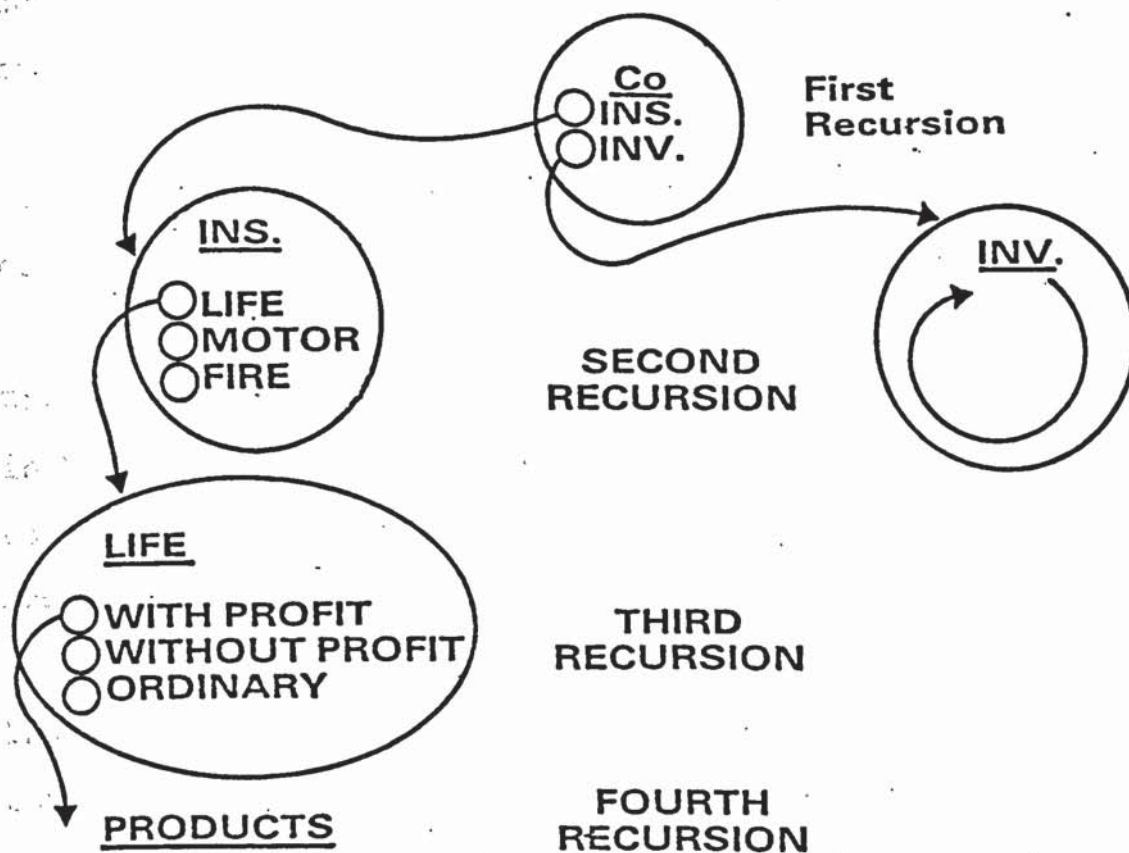 Co
INS.
INV.
First
Recursion
INS.
LIFE
MOTOR
FIRE
SECOND
RECURSION
INV.
LIFE
WITH PROFIT
WITHOUT PROFIT
ORDINARY
THIRD
RECURSION
PRODUCTS
FOURTH
RECURSION